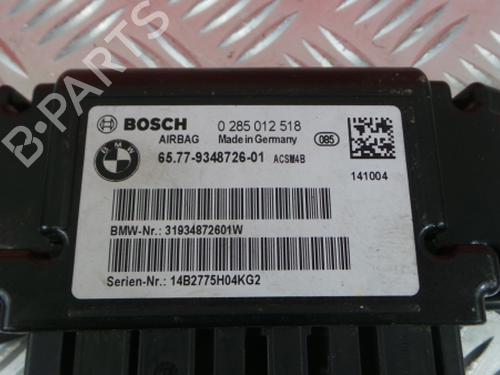 BOSCH
0 285 012 518
AIRBAG
Made in Germany
085
BMW
65.77-9348726-01 ACSM4B
141004
BMW-Nr.: 31934872601W
Serien-Nr.: 14B2775H04KG2
B-PARTS